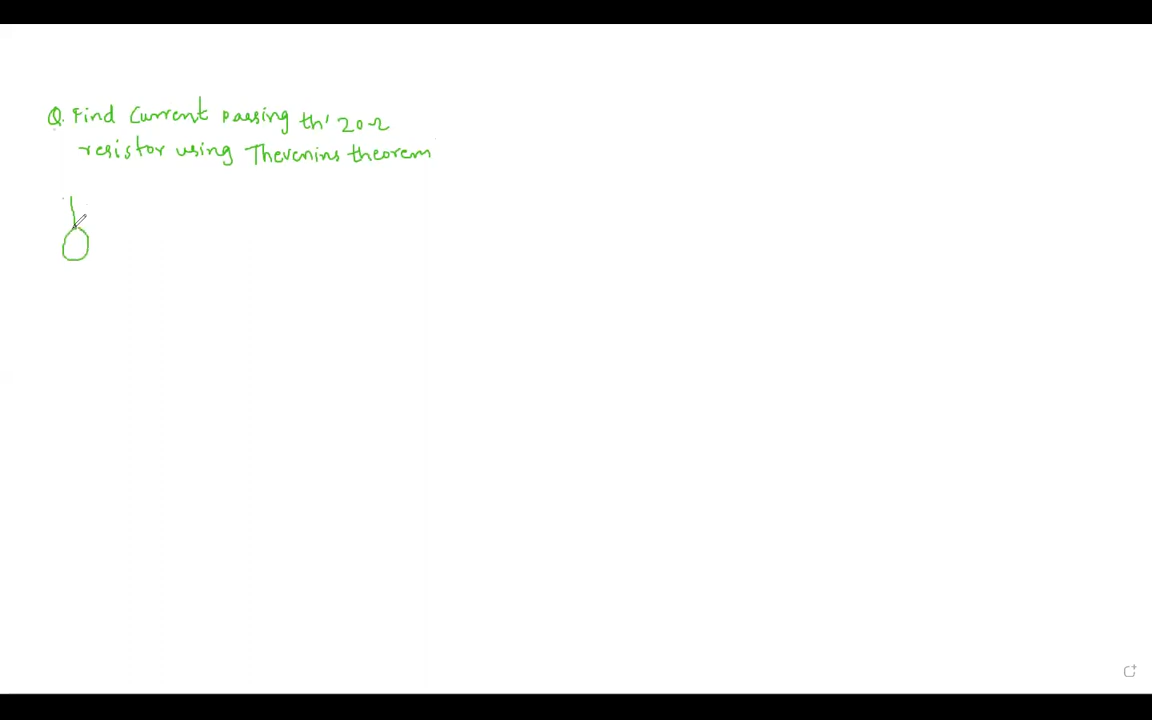 Q. Find Current passing th' 20Ω
resistor using Thevenins theorem